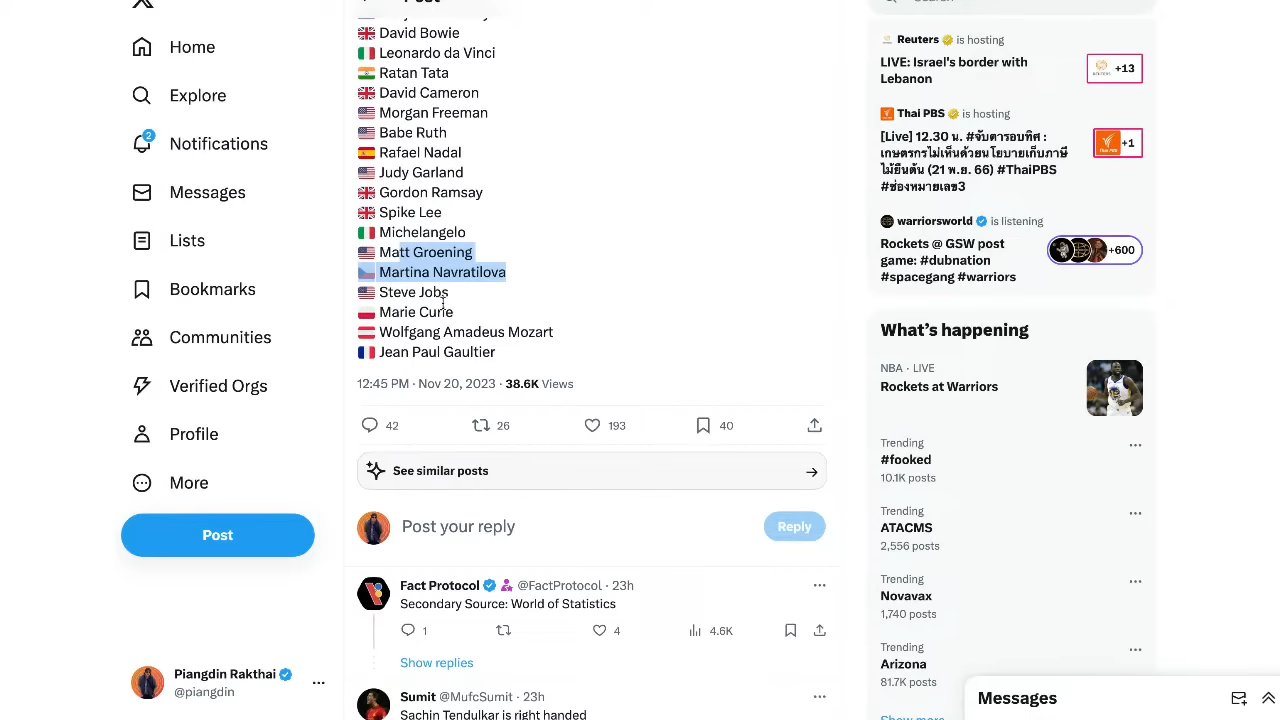 Home
Explore
2
Notifications
Messages
Lists
Bookmarks
Communities
Verified Orgs
Profile
More
Post
Piangdin Rakthai
@piangdin
David Bowie
Leonardo da Vinci
Ratan Tata
David Cameron
Morgan Freeman
Babe Ruth
Rafael Nadal
Judy Garland
Gordon Ramsay
Spike Lee
Michelangelo
Matt Groening
Martina Navratilova
Steve Jobs
Marie Curie
Wolfgang Amadeus Mozart
Jean Paul Gaultier
12:45 PM · Nov 20, 2023 · 38.6K Views
42 26 193 40
See similar posts
Post your reply
Reply
Fact Protocol @FactProtocol · 23h
Secondary Source: World of Statistics
1 4 4.6K
Show replies
Sumit @MufcSumit · 23h
Sachin Tendulkar is right handed
Reuters is hosting
LIVE: Israel's border with
Lebanon
+13
Thai PBS is hosting
[Live] 12.30 น. #จับตารอบทิศ :
เกษตรกรไม่เห็นด้วยนโยบายเก็บภาษี
ไม้ยืนต้น (21 พ.ย. 66) #ThaiPBS
#ช่องหมายเลข3
+1
warriorsworld is listening
Rockets @ GSW post
game: #dubnation
#spacegang #warriors
+600
What's happening
NBA · LIVE
Rockets at Warriors
Trending
#fooked
10.1K posts
Trending
ATACMS
2,556 posts
Trending
Novavax
1,740 posts
Trending
Arizona
81.7K posts
Show more
Messages